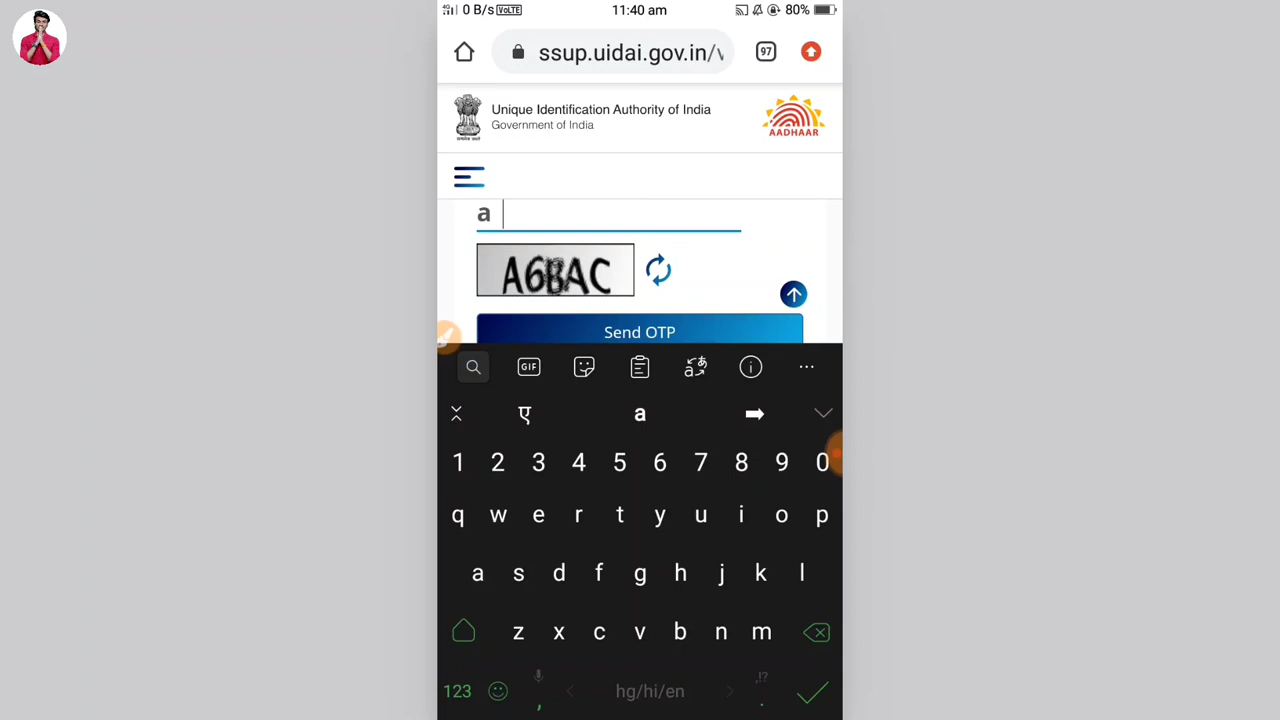 0 B/s VoLTE 11:40 am 80%
ssup.uidai.gov.in/v 97
Unique Identification Authority of India
Government of India
AADHAAR
a
A6BAC
Send OTP
GIF
ए a
1 2 3 4 5 6 7 8 9 0
q w e r t y u i o p
a s d f g h j k l
z x c v b n m
123 , hg/hi/en ,!? .